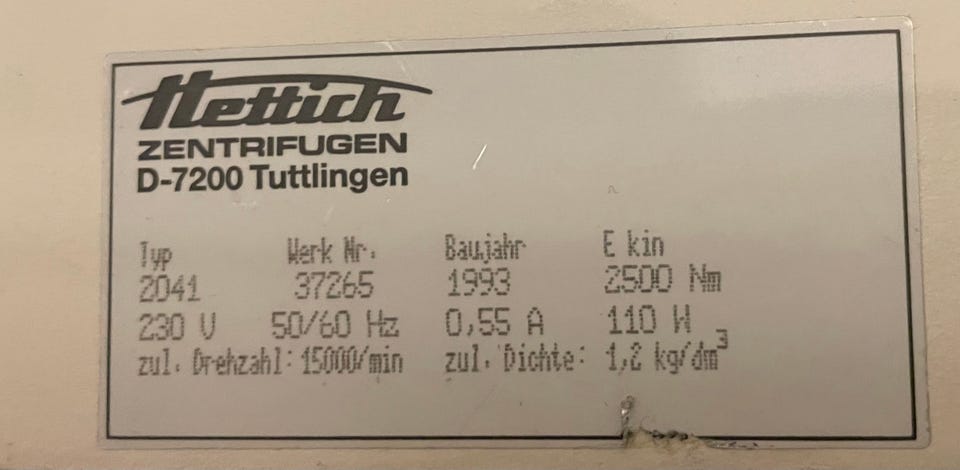 Hettich
ZENTRIFUGEN
D-7200 Tuttlingen
Typ Werk Nr. Baujahr E kin
2041 37265 1993 2500 Nm
230 V 50/60 Hz 0,55 A 110 W
zul. Drehzahl: 15000/min zul. Dichte: 1,2 kg/dm³